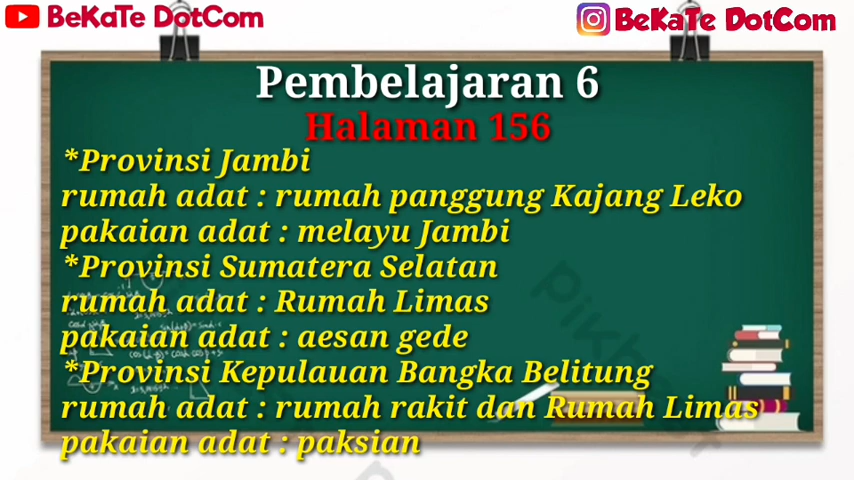 BeKaTe DotCom
BeKaTe DotCom
Pembelajaran 6
Halaman 156
*Provinsi Jambi
rumah adat : rumah panggung Kajang Leko
pakaian adat : melayu Jambi
*Provinsi Sumatera Selatan
rumah adat : Rumah Limas
pakaian adat : aesan gede
*Provinsi Kepulauan Bangka Belitung
rumah adat : rumah rakit dan Rumah Limas
pakaian adat : paksian